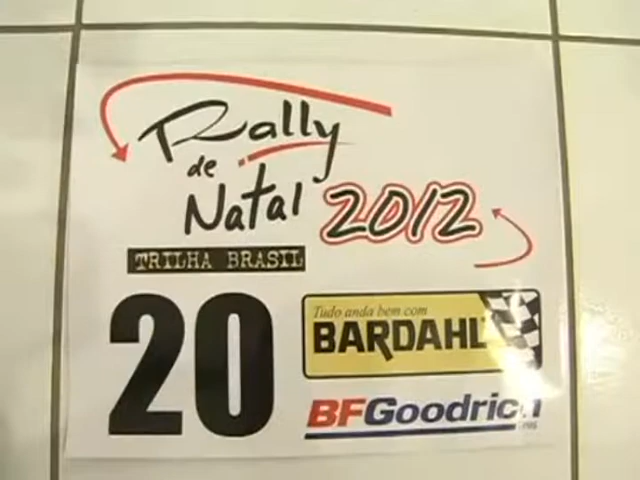 Rally
de
Natal 2012
TRILHA BRASIL
20
Tudo anda bem com
BARDAHL
BFGoodrich